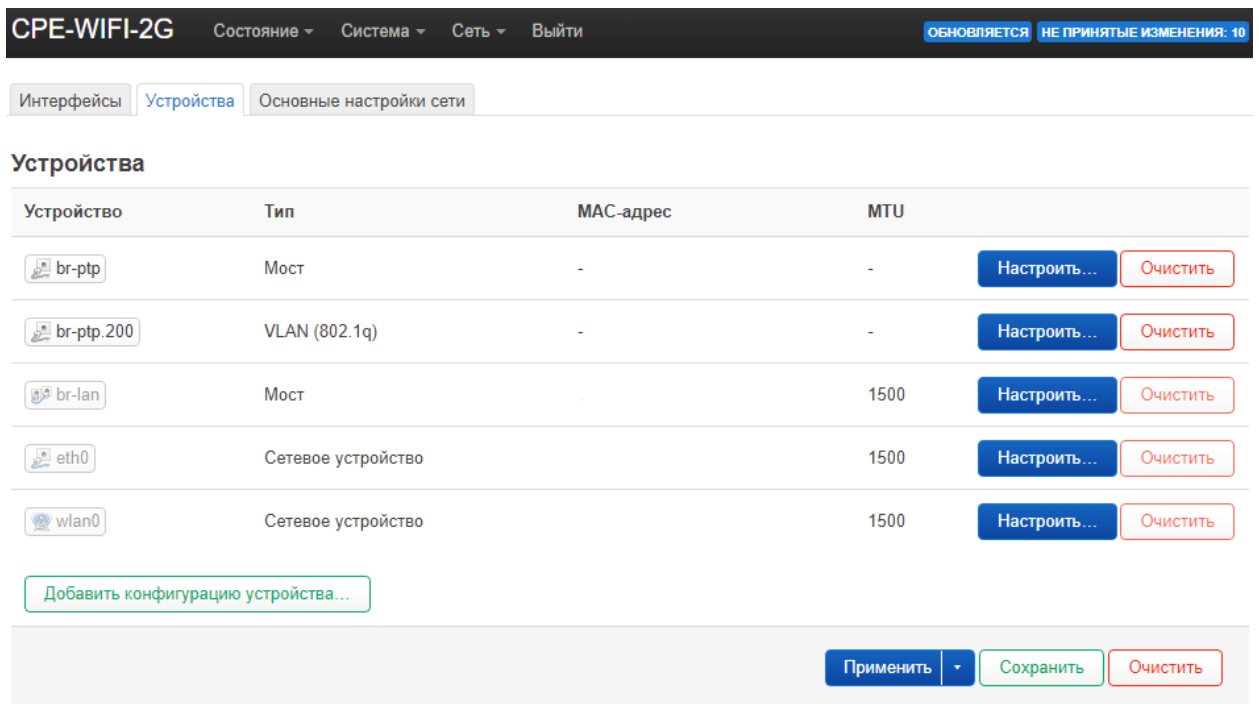 CPE-WIFI-2G Состояние Система Сеть Выйти ОБНОВЛЯЕТСЯ НЕ ПРИНЯТЫЕ ИЗМЕНЕНИЯ: 10
Интерфейсы Устройства Основные настройки сети
Устройства
Устройство Тип MAC-адрес MTU
br-ptp Мост - - Настроить... Очистить
br-ptp.200 VLAN (802.1q) - - Настроить... Очистить
br-lan Мост 1500 Настроить... Очистить
eth0 Сетевое устройство 1500 Настроить... Очистить
wlan0 Сетевое устройство 1500 Настроить... Очистить
Добавить конфигурацию устройства...
Применить Сохранить Очистить